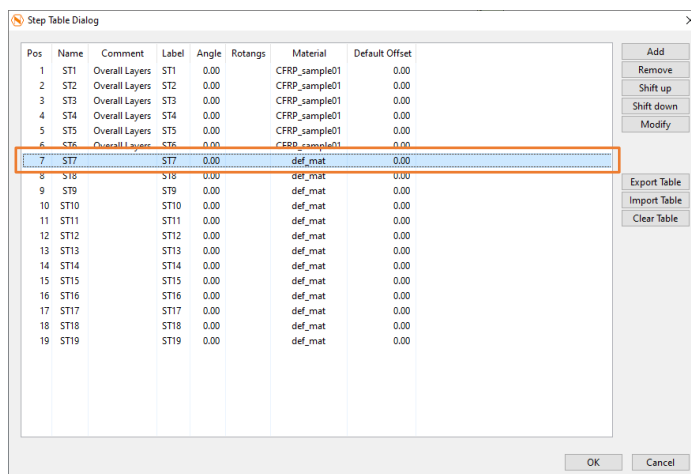 Step Table Dialog
Pos Name Comment Label Angle Rotangs Material Default Offset
1 ST1 Overall Layers ST1 0.00 CFRP_sample01 0.00
2 ST2 Overall Layers ST2 0.00 CFRP_sample01 0.00
3 ST3 Overall Layers ST3 0.00 CFRP_sample01 0.00
4 ST4 Overall Layers ST4 0.00 CFRP_sample01 0.00
5 ST5 Overall Layers ST5 0.00 CFRP_sample01 0.00
6 ST6 Overall Layers ST6 0.00 CFRP_sample01 0.00
7 ST7 ST7 0.00 def_mat 0.00
8 ST8 ST8 0.00 def_mat 0.00
9 ST9 ST9 0.00 def_mat 0.00
10 ST10 ST10 0.00 def_mat 0.00
11 ST11 ST11 0.00 def_mat 0.00
12 ST12 ST12 0.00 def_mat 0.00
13 ST13 ST13 0.00 def_mat 0.00
14 ST14 ST14 0.00 def_mat 0.00
15 ST15 ST15 0.00 def_mat 0.00
16 ST16 ST16 0.00 def_mat 0.00
17 ST17 ST17 0.00 def_mat 0.00
18 ST18 ST18 0.00 def_mat 0.00
19 ST19 ST19 0.00 def_mat 0.00
Add
Remove
Shift up
Shift down
Modify
Export Table
Import Table
Clear Table
OK Cancel